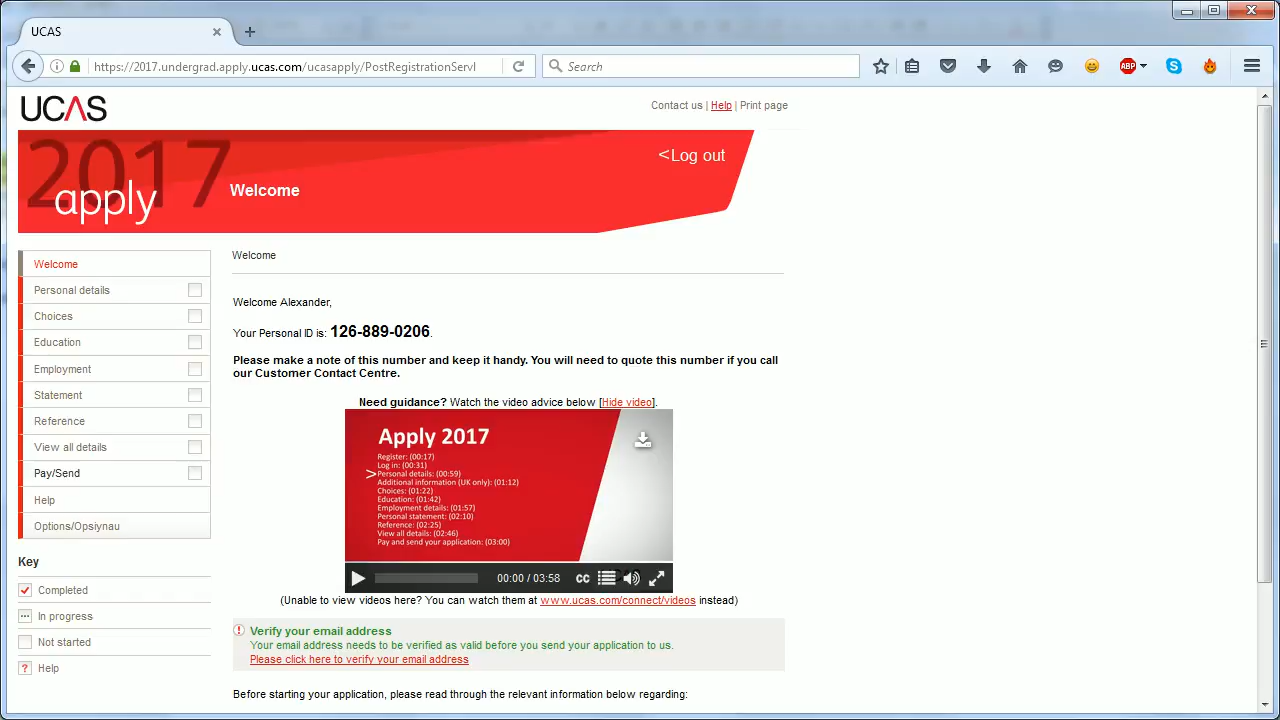 UCAS
https://2017.undergrad.apply.ucas.com/ucasapply/PostRegistrationServl
Search
ABP
UCAS
Contact us | Help | Print page
2017
apply
Welcome
<Log out
Welcome
Personal details
Choices
Education
Employment
Statement
Reference
View all details
Pay/Send
Help
Options/Opsiynau
Key
Completed
In progress
Not started
? Help
Welcome
Welcome Alexander,
Your Personal ID is: 126-889-0206.
Please make a note of this number and keep it handy. You will need to quote this number if you call
our Customer Contact Centre.
Need guidance? Watch the video advice below [Hide video].
Apply 2017
Register: (00:17)
Log in: (00:31)
>Personal details: (00:59)
Additional information (UK only): (01:12)
Choices: (01:22)
Education: (01:42)
Employment details: (01:57)
Personal statement: (02:10)
Reference: (02:25)
View all details: (02:46)
Pay and send your application: (03:00)
00:00 / 03:58
CC
(Unable to view videos here? You can watch them at www.ucas.com/connect/videos instead)
! Verify your email address
Your email address needs to be verified as valid before you send your application to us.
Please click here to verify your email address
Before starting your application, please read through the relevant information below regarding: